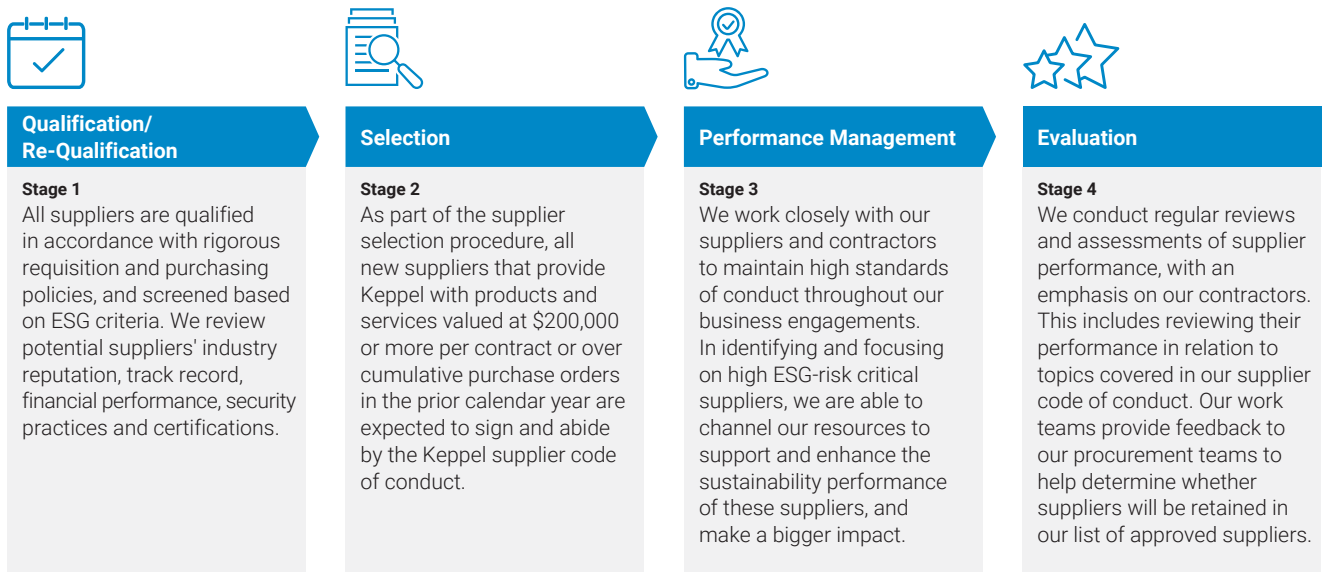 Qualification/
Re-Qualification
Stage 1
All suppliers are qualified
in accordance with rigorous
requisition and purchasing
policies, and screened based
on ESG criteria. We review
potential suppliers' industry
reputation, track record,
financial performance, security
practices and certifications.
Selection
Stage 2
As part of the supplier
selection procedure, all
new suppliers that provide
Keppel with products and
services valued at $200,000
or more per contract or over
cumulative purchase orders
in the prior calendar year are
expected to sign and abide
by the Keppel supplier code
of conduct.
Performance Management
Stage 3
We work closely with our
suppliers and contractors
to maintain high standards
of conduct throughout our
business engagements.
In identifying and focusing
on high ESG-risk critical
suppliers, we are able to
channel our resources to
support and enhance the
sustainability performance
of these suppliers, and
make a bigger impact.
Evaluation
Stage 4
We conduct regular reviews
and assessments of supplier
performance, with an
emphasis on our contractors.
This includes reviewing their
performance in relation to
topics covered in our supplier
code of conduct. Our work
teams provide feedback to
our procurement teams to
help determine whether
suppliers will be retained in
our list of approved suppliers.